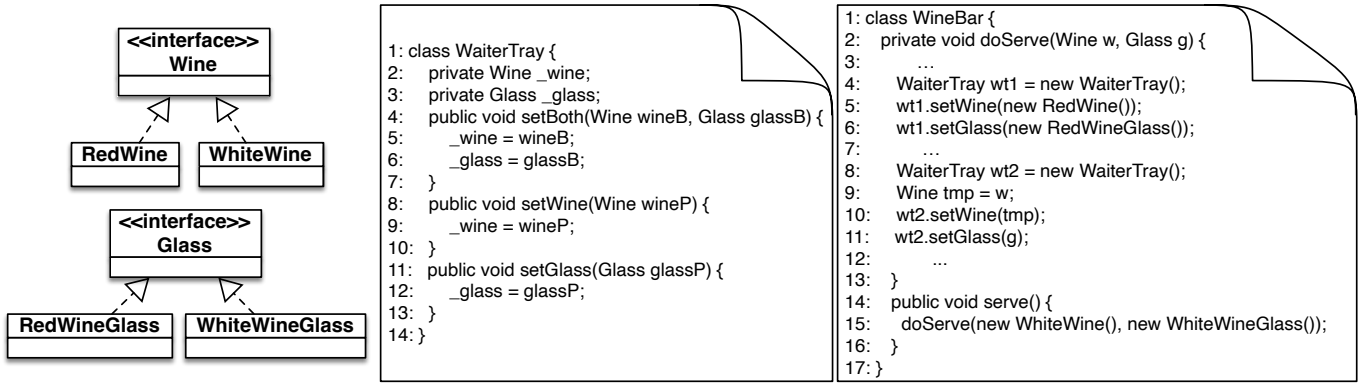 <<interface>>
Wine
RedWine
WhiteWine
<<interface>>
Glass
RedWineGlass
WhiteWineGlass
1: class WaiterTray {
2: private Wine _wine;
3: private Glass _glass;
4: public void setBoth(Wine wineB, Glass glassB) {
5: _wine = wineB;
6: _glass = glassB;
7: }
8: public void setWine(Wine wineP) {
9: _wine = wineP;
10: }
11: public void setGlass(Glass glassP) {
12: _glass = glassP;
13: }
14: }
1: class WineBar {
2: private void doServe(Wine w, Glass g) {
3: ...
4: WaiterTray wt1 = new WaiterTray();
5: wt1.setWine(new RedWine());
6: wt1.setGlass(new RedWineGlass());
7: ...
8: WaiterTray wt2 = new WaiterTray();
9: Wine tmp = w;
10: wt2.setWine(tmp);
11: wt2.setGlass(g);
12: ...
13: }
14: public void serve() {
15: doServe(new WhiteWine(), new WhiteWineGlass());
16: }
17: }